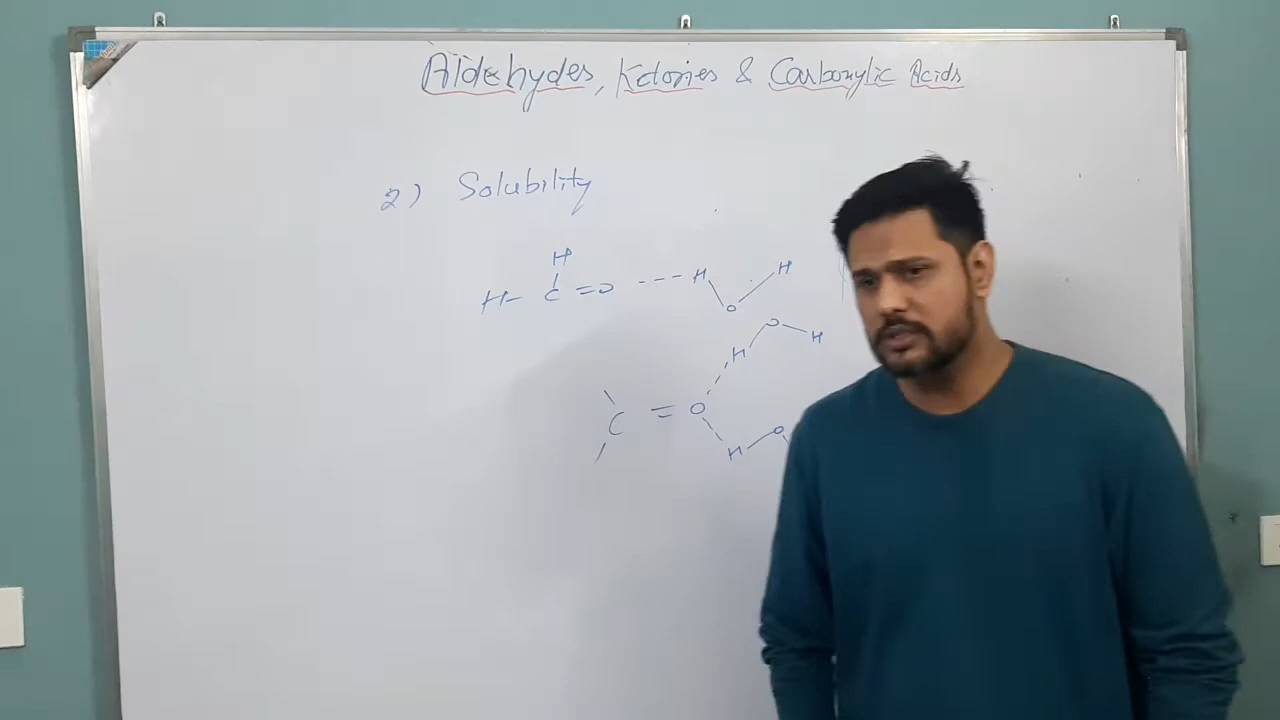 Aldehydes, Ketones & Carboxylic Acids
2) Solubility
H
H- C =O --- H H
O
O
H H
C = O
H O